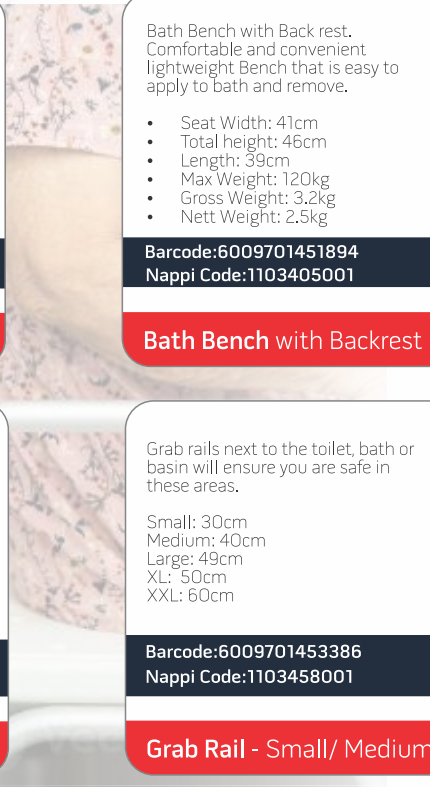 Bath Bench with Back rest.
Comfortable and convenient
lightweight Bench that is easy to
apply to bath and remove.
• Seat Width: 41cm
• Total height: 46cm
• Length: 39cm
• Max Weight: 120kg
• Gross Weight: 3.2kg
• Nett Weight: 2.5kg
Barcode:6009701451894
Nappi Code:1103405001
Bath Bench with Backrest
Grab rails next to the toilet, bath or
basin will ensure you are safe in
these areas.
Small: 30cm
Medium: 40cm
Large: 49cm
XL: 50cm
XXL: 60cm
Barcode:6009701453386
Nappi Code:1103458001
Grab Rail - Small/ Medium